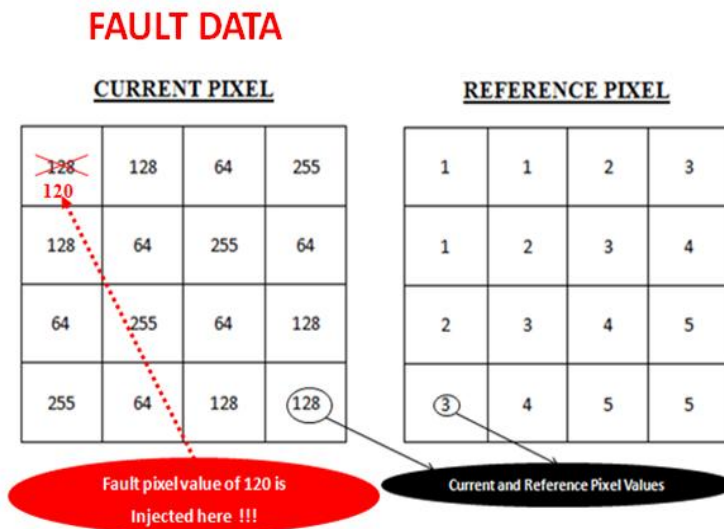 FAULT DATA
CURRENT PIXEL
REFERENCE PIXEL
128 128 64 255
120
128 64 255 64
64 255 64 128
255 64 128 128
1 1 2 3
1 2 3 4
2 3 4 5
3 4 5 5
Fault pixel value of 120 is
Injected here !!!
Current and Reference Pixel Values